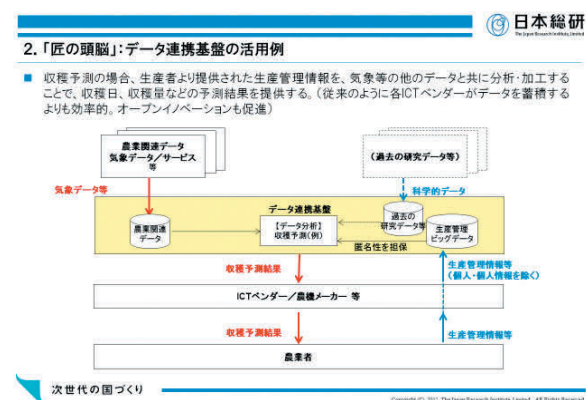 日本総研
The Japan Research Institute, Limited
2. 「匠の頭脳」：データ連携基盤の活用例
■ 収穫予測の場合、生産者より提供された生産管理情報を、気象等の他のデータと共に分析・加工する
ことで、収穫日、収穫量などの予測結果を提供する。（従来のように各ICTベンダーがデータを蓄積する
よりも効率的。オープンイノベーションも促進）
農業関連データ
気象データ／サービス
等
（過去の研究データ等）
気象データ等
科学的データ
データ連携基盤
農業関連
データ
【データ分析】
収穫予測（例）
過去の
研究データ等
生産管理
ビッグデータ
匿名性を担保
収穫予測結果
生産管理情報等
（個人・個人情報を除く）
ICTベンダー／農機メーカー 等
収穫予測結果
生産管理情報等
農業者
次世代の国づくり
The Japan Research Institute, Limited. All Rights Reserved.